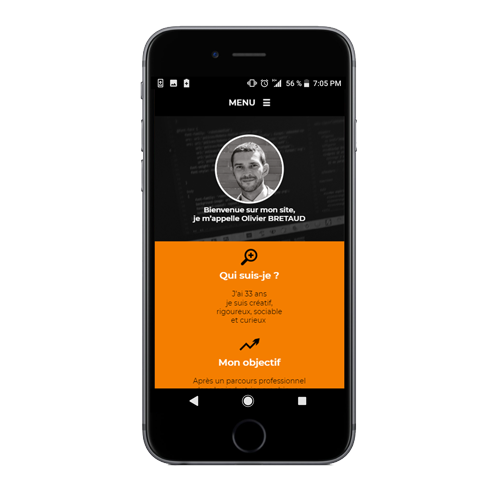 56 % 7:05 PM
MENU
Bienvenue sur mon site,
je m'appelle Olivier BRETAUD
Qui suis-je ?
J'ai 33 ans
je suis créatif,
rigoureux, sociable
et curieux
Mon objectif
Après un parcours professionnel